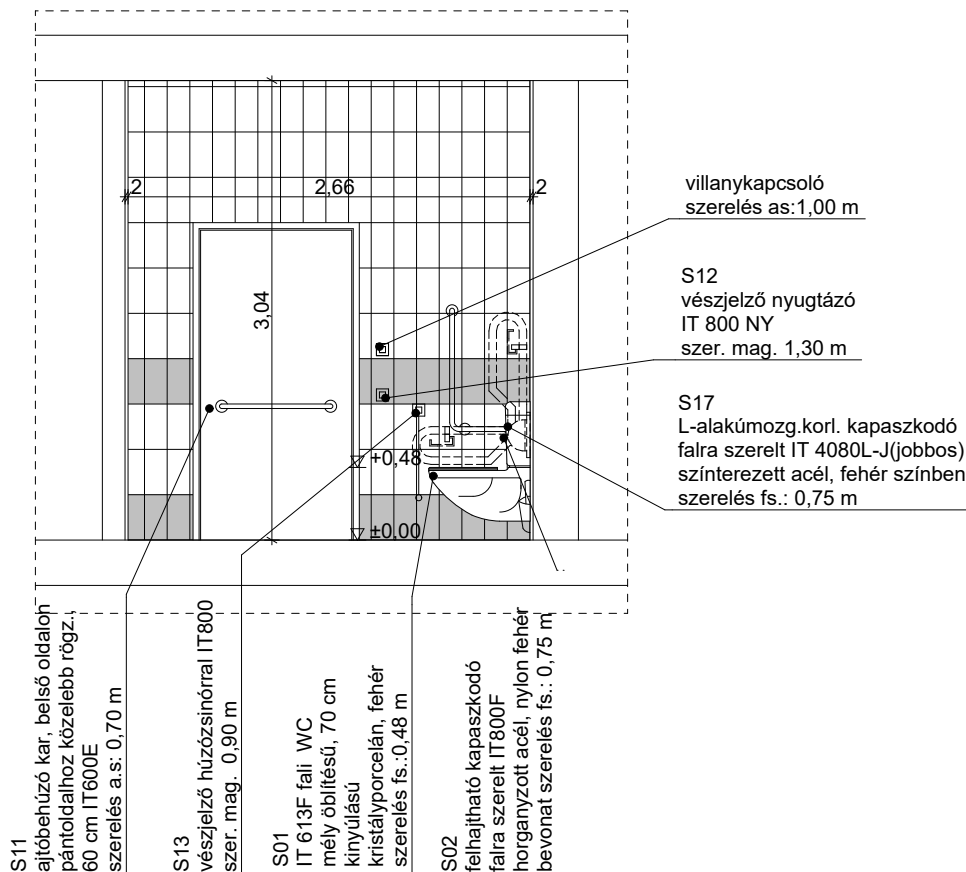 2
2,66
2
3,04
+0,48
±0,00
villanykapcsoló
szerelés as:1,00 m
S12
vészjelző nyugtázó
IT 800 NY
szer. mag. 1,30 m
S17
L-alakúmozg.korl. kapaszkodó
falra szerelt IT 4080L-J(jobbos)
színterezett acél, fehér színben
szerelés fs.: 0,75 m
S11
ajtóbehúzó kar, belső oldalon
pántoldalhoz közelebb rögz.,
60 cm IT600E
szerelés a.s: 0,70 m
S13
vészjelző húzózsinórral IT800
szer. mag.  0,90 m
S01
IT 613F fali  WC
mély öblítésű, 70 cm
kinyúlású
kristályporcelán, fehér
szerelés fs.:0,48 m
S02
felhajtható kapaszkodó
falra szerelt IT800F
horganyzott acél, nylon fehér
bevonat szerelés fs.: 0,75 m